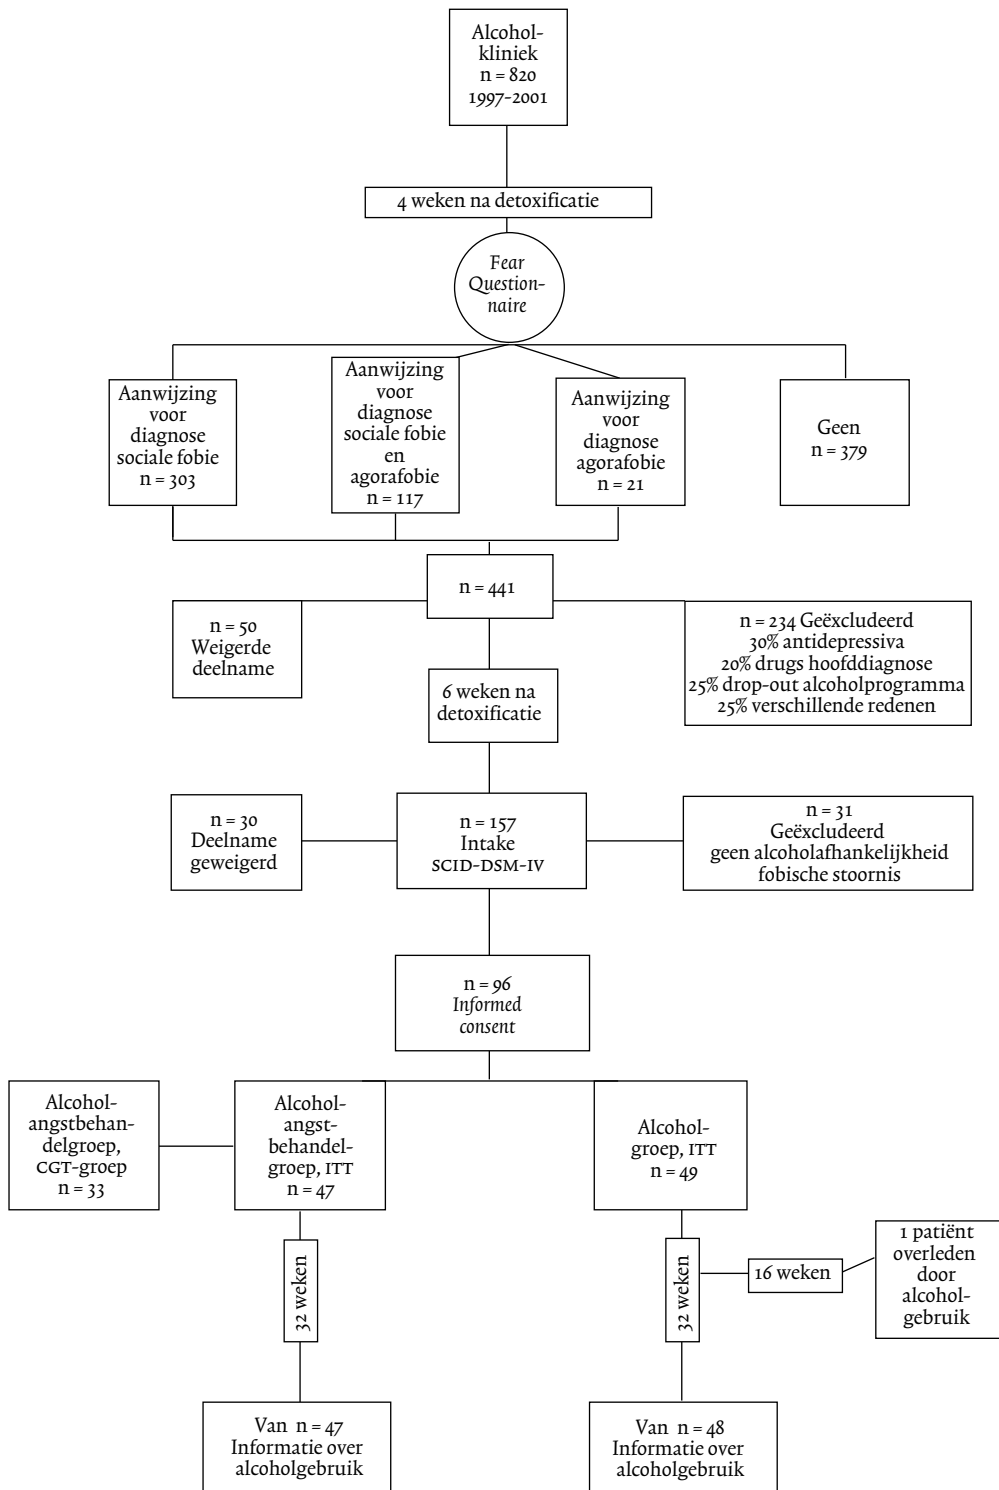 Alcohol-
kliniek
n = 820
1997-2001
4 weken na detoxificatie
Fear
Question-
naire
Aanwijzing
voor
diagnose
sociale fobie
n = 303
Aanwijzing
voor
diagnose
sociale fobie
en
agorafobie
n = 117
Aanwijzing
voor
diagnose
agorafobie
n = 21
Geen
n = 379
n = 441
n = 50
Weigerde
deelname
n = 234 Geëxcludeerd
30% antidepressiva
20% drugs hoofddiagnose
25% drop-out alcoholprogramma
25% verschillende redenen
6 weken na
detoxificatie
n = 30
Deelname
geweigerd
n = 157
Intake
SCID-DSM-IV
n = 31
Geëxcludeerd
geen alcoholafhankelijkheid
fobische stoornis
n = 96
Informed
consent
Alcohol-
angstbehan-
delgroep,
CGT-groep
n = 33
Alcohol-
angst-
behandel-
groep, ITT
n = 47
Alcohol-
groep, ITT
n = 49
32 weken
32 weken
16 weken
1 patiënt
overleden
door
alcohol-
gebruik
Van n = 47
Informatie over
alcoholgebruik
Van n = 48
Informatie over
alcoholgebruik